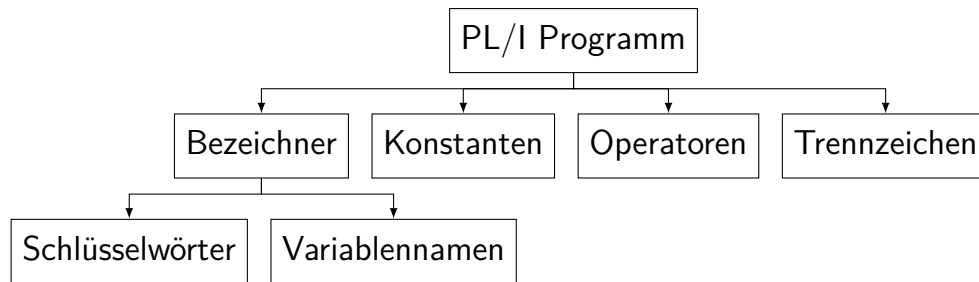 PL/I Programm
Bezeichner
Konstanten
Operatoren
Trennzeichen
Schlüsselwörter
Variablennamen